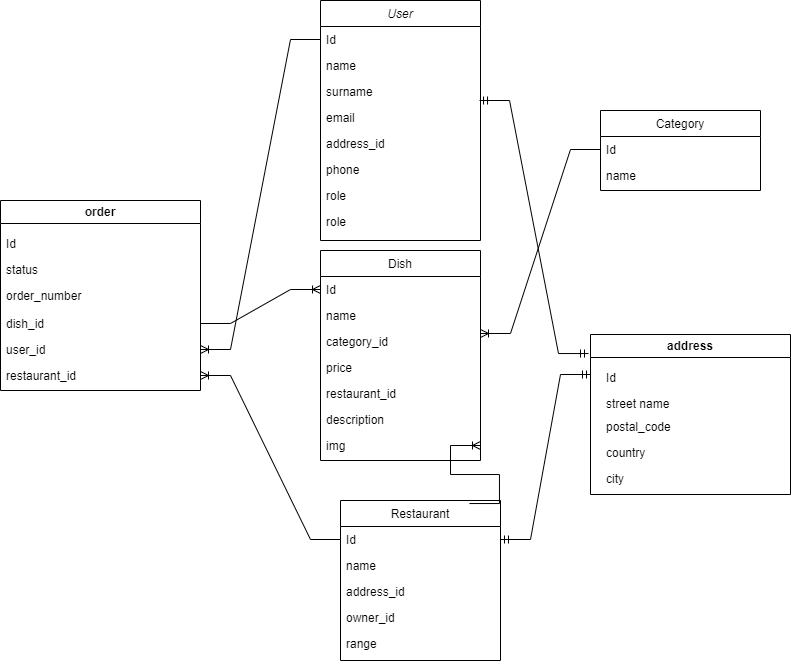 User
Id
name
surname
email
address_id
phone
role
role
Category
Id
name
order
Id
status
order_number
dish_id
user_id
restaurant_id
Dish
Id
name
category_id
price
restaurant_id
description
img
address
Id
street name
postal_code
country
city
Restaurant
Id
name
address_id
owner_id
range